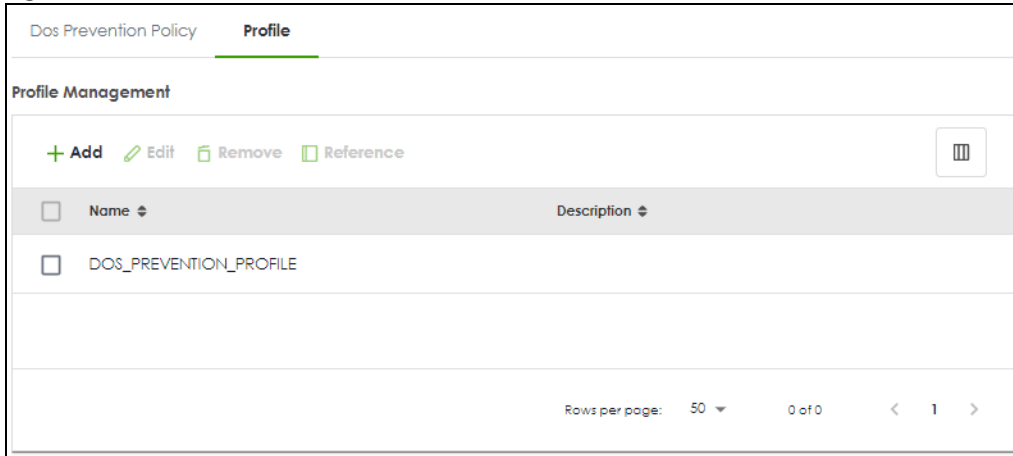 Dos Prevention Policy Profile
Profile Management
Add Edit Remove Reference
Name Description
DOS_PREVENTION_PROFILE
Rows per page: 50 0 of 0 < 1 >